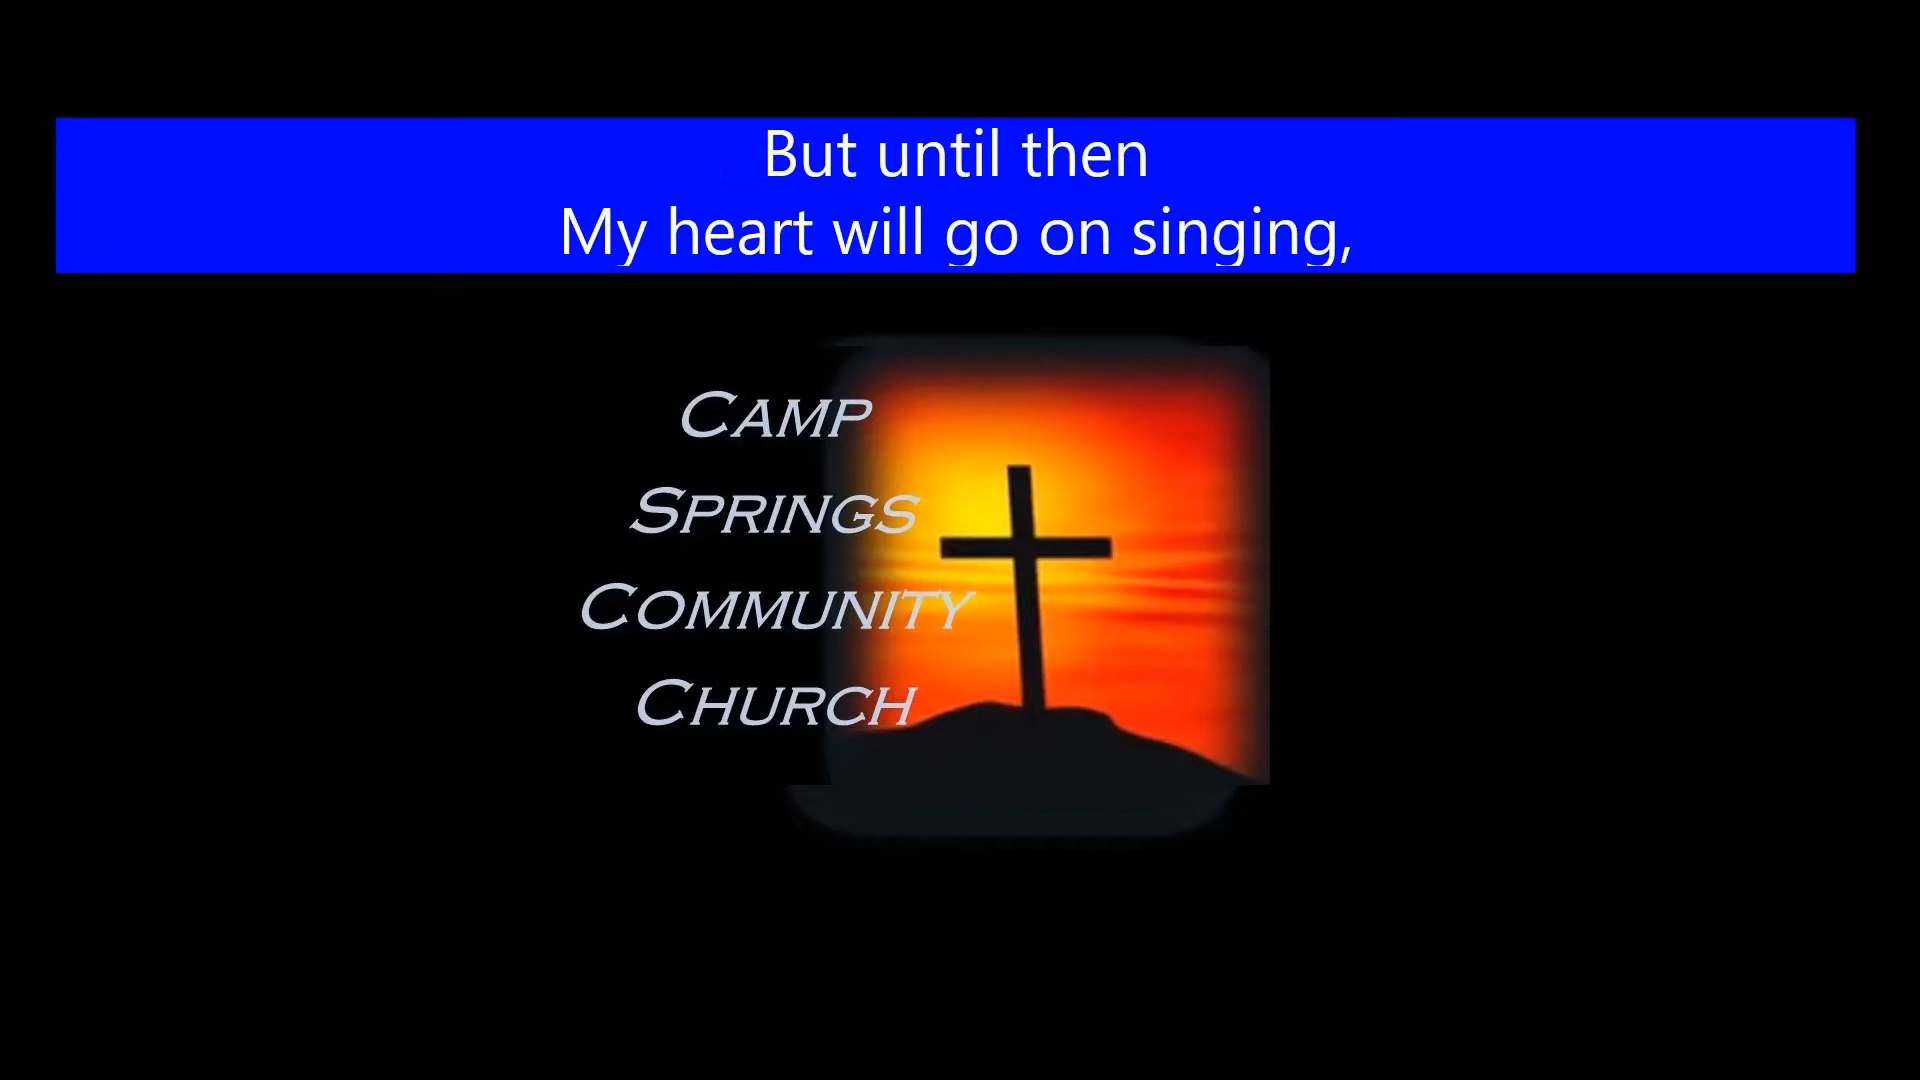 But until then
My heart will go on singing,
CAMP
SPRINGS
COMMUNITY
CHURCH